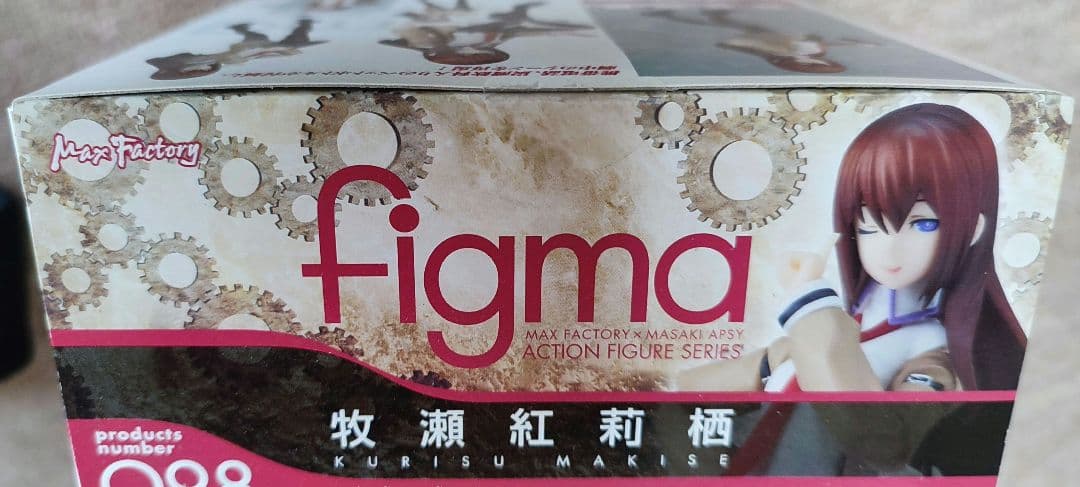 Max Factory
figma
MAX FACTORY × MASAKI APSY
ACTION FIGURE SERIES
牧瀬紅莉栖
KURISU MAKISE
products
number
088